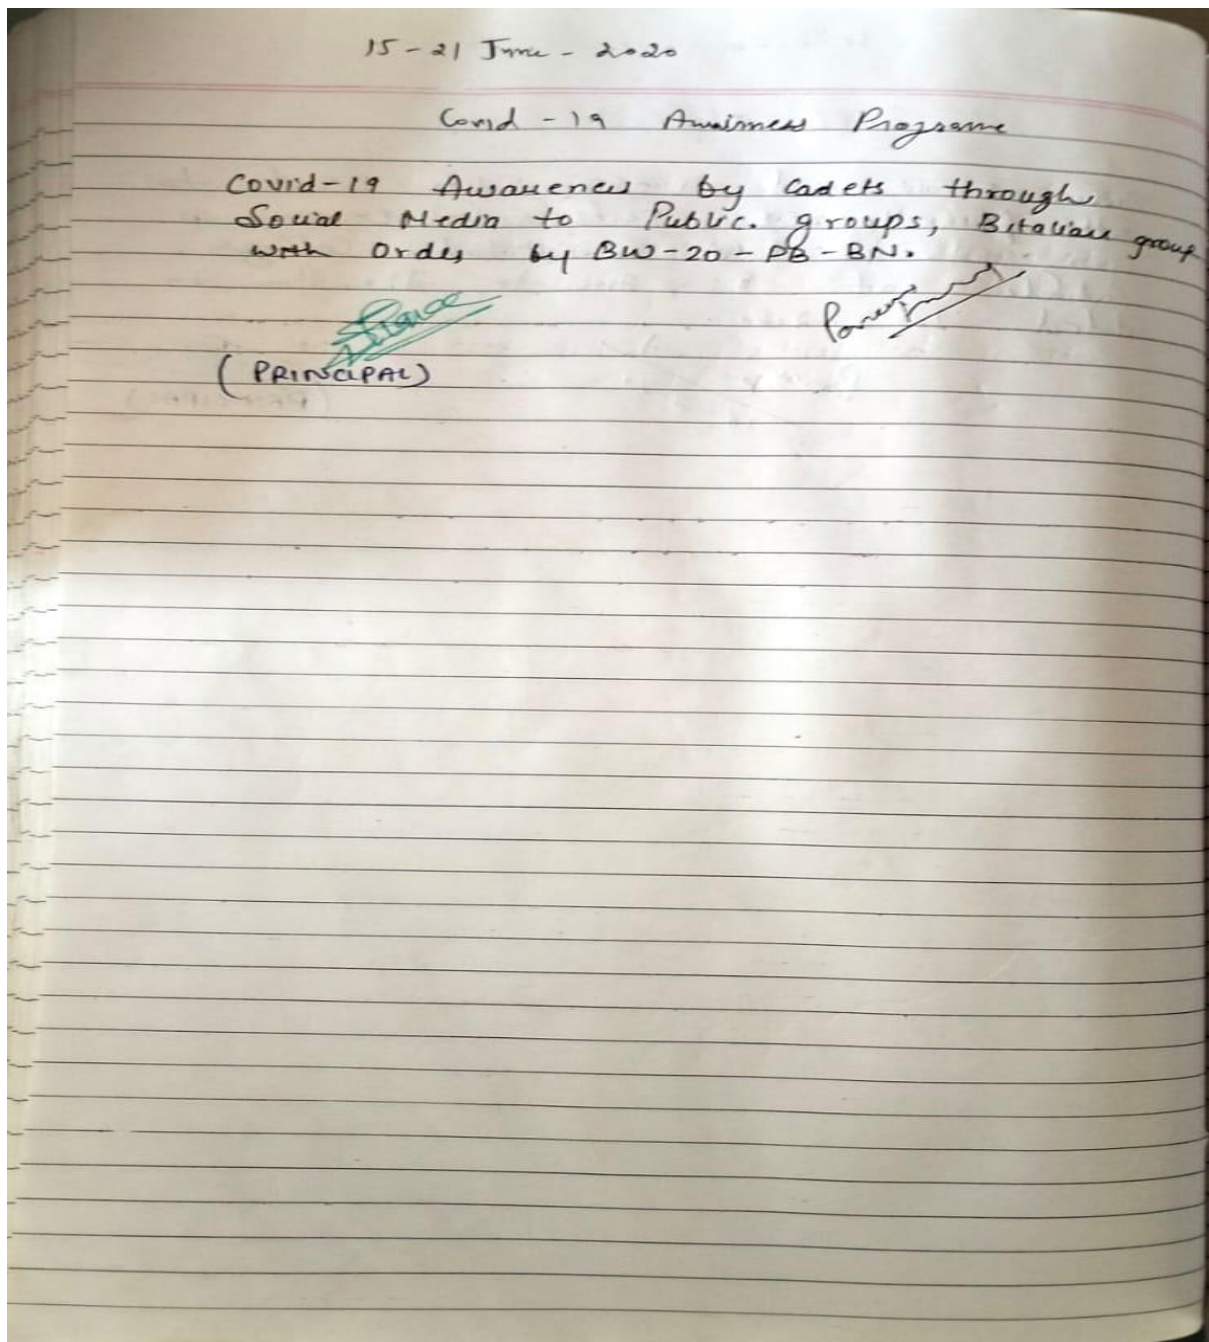 15-21 June - 2020
Covid-19 Awairness Programe
Covid-19 Awareness by Cadets through
Social Media to Public. groups, Bitalian group
with Order by BW-20-PB-BN.
(PRINCIPAL)